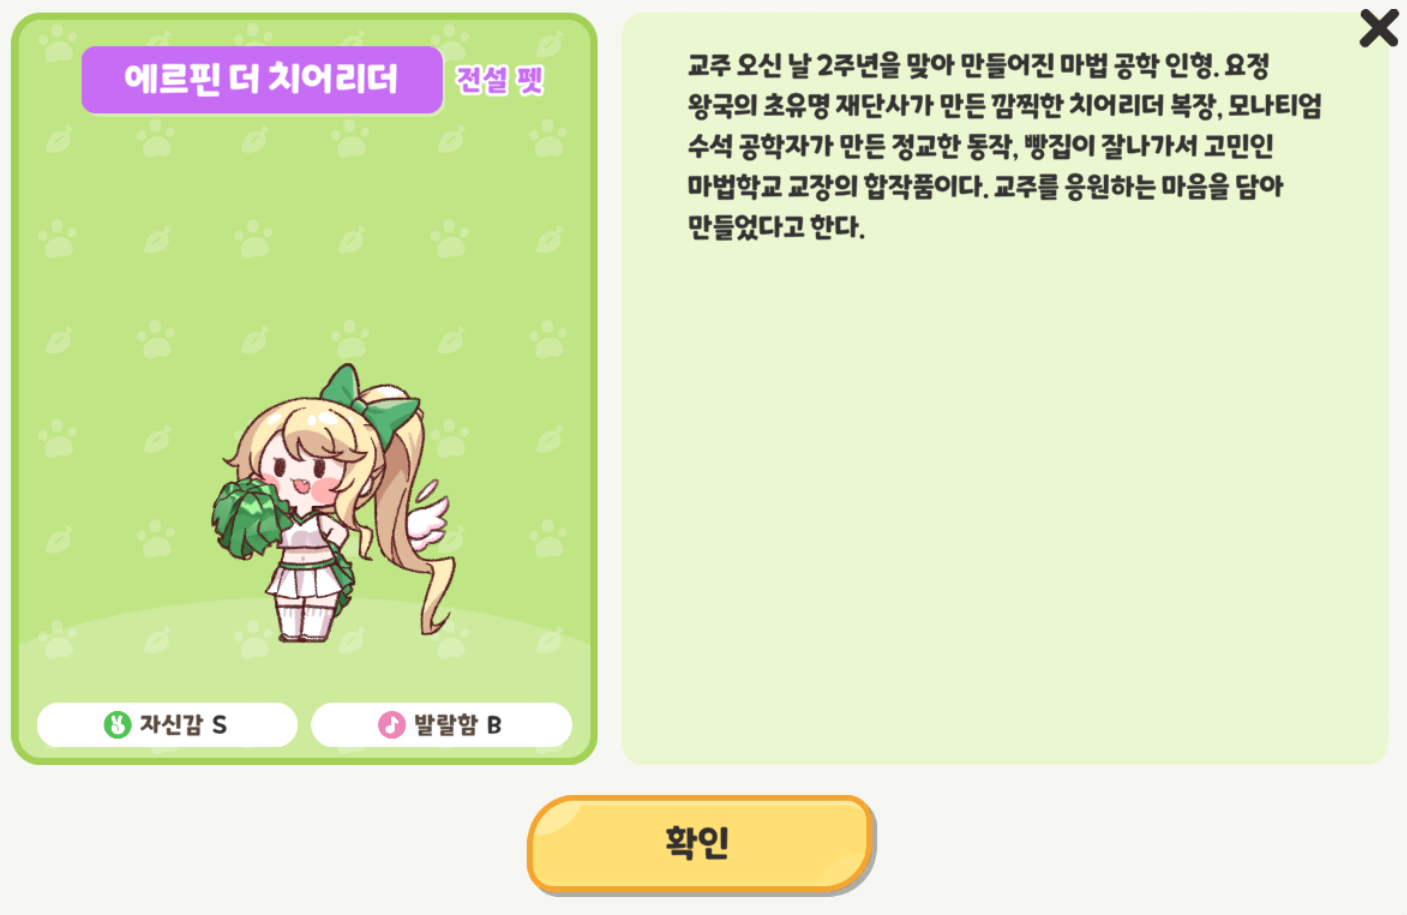 에르핀 더 치어리더
전설 펫
자신감 S
발랄함 B
교주 오신 날 2주년을 맞아 만들어진 마법 공학 인형. 요정
왕국의 초유명 재단사가 만든 깜찍한 치어리더 복장, 모나티엄
수석 공학자가 만든 정교한 동작, 빵집이 잘나가서 고민인
마법학교 교장의 합작품이다. 교주를 응원하는 마음을 담아
만들었다고 한다.
확인